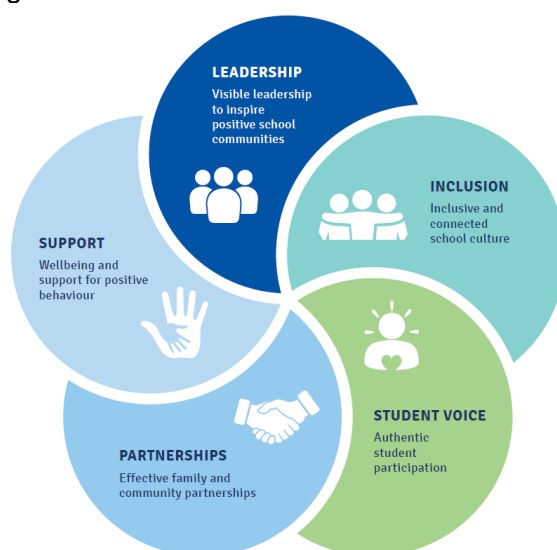 LEADERSHIP
Visible leadership
to inspire
positive school
communities
INCLUSION
Inclusive and
connected
school culture
SUPPORT
Wellbeing and
support for positive
behaviour
STUDENT VOICE
Authentic
student
participation
PARTNERSHIPS
Effective family and
community partnerships